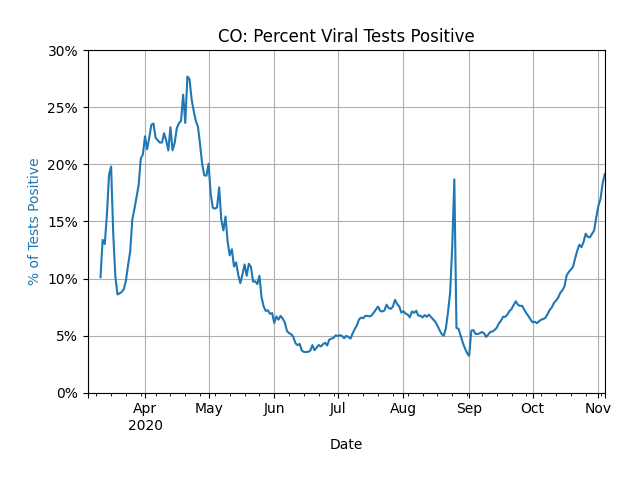 CO: Percent Viral Tests Positive
30%
25%
20%
15%
10%
5%
0%
% of Tests Positive
Apr May Jun Jul Aug Sep Oct Nov
2020
Date